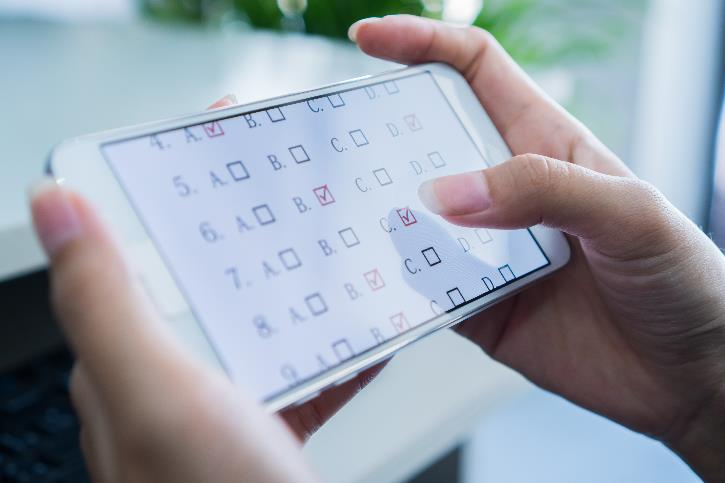 4. A. ☑ B. ☐ C. ☐ D. ☐
5. A. ☐ B. ☐ C. ☐ D. ☑
6. A. ☐ B. ☑ C. ☐ D. ☐
7. A. ☐ B. ☐ C. ☑
8. A. ☐ B. ☑ C. ☐ D. ☐
9. A ☐ B ☑ C ☐ D ☐